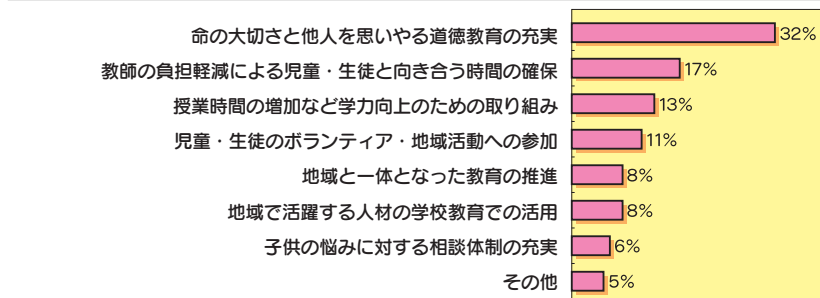 命の大切さと他人を思いやる道徳教育の充実 32%
教師の負担軽減による児童・生徒と向き合う時間の確保 17%
授業時間の増加など学力向上のための取り組み 13%
児童・生徒のボランティア・地域活動への参加 11%
地域と一体となった教育の推進 8%
地域で活躍する人材の学校教育での活用 8%
子供の悩みに対する相談体制の充実 6%
その他 5%